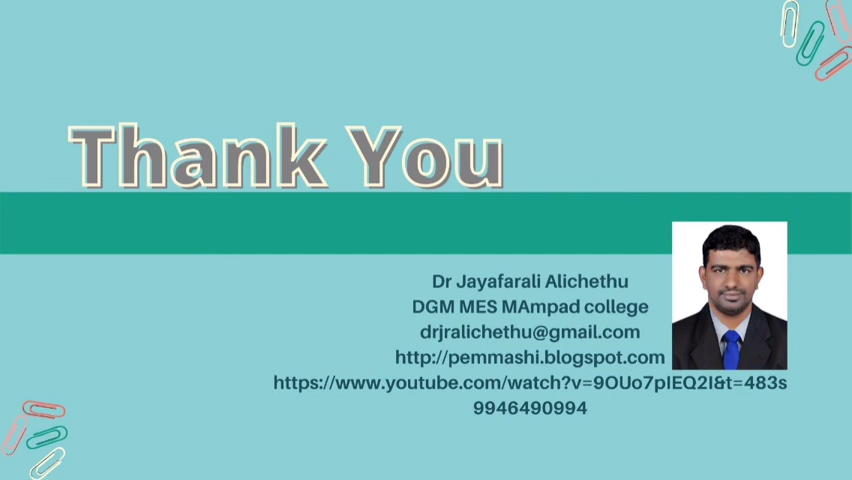 Thank You
Dr Jayafarali Alichethu
DGM MES MAmpad college
drjralichethu@gmail.com
http://pemmashi.blogspot.com
https://www.youtube.com/watch?v=9OUo7pIEQ2I&t=483s
9946490994